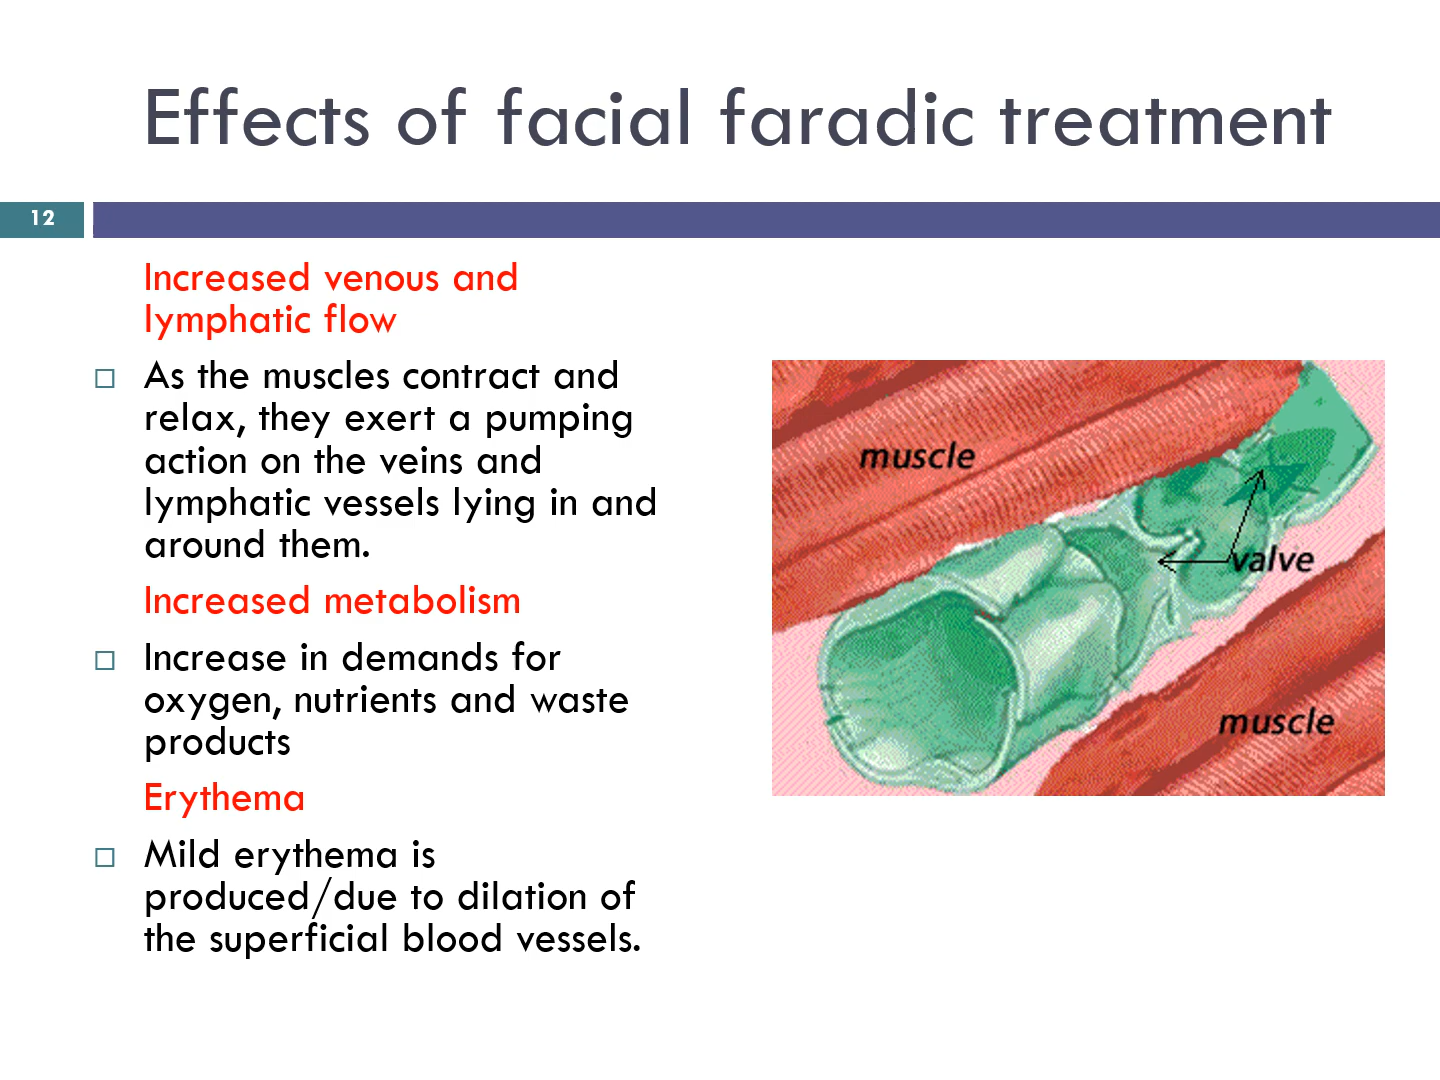 Effects of facial faradic treatment
12
Increased venous and
lymphatic flow
As the muscles contract and
relax, they exert a pumping
action on the veins and
lymphatic vessels lying in and
around them.
Increased metabolism
Increase in demands for
oxygen, nutrients and waste
products
Erythema
Mild erythema is
produced/due to dilation of
the superficial blood vessels.
muscle
valve
muscle